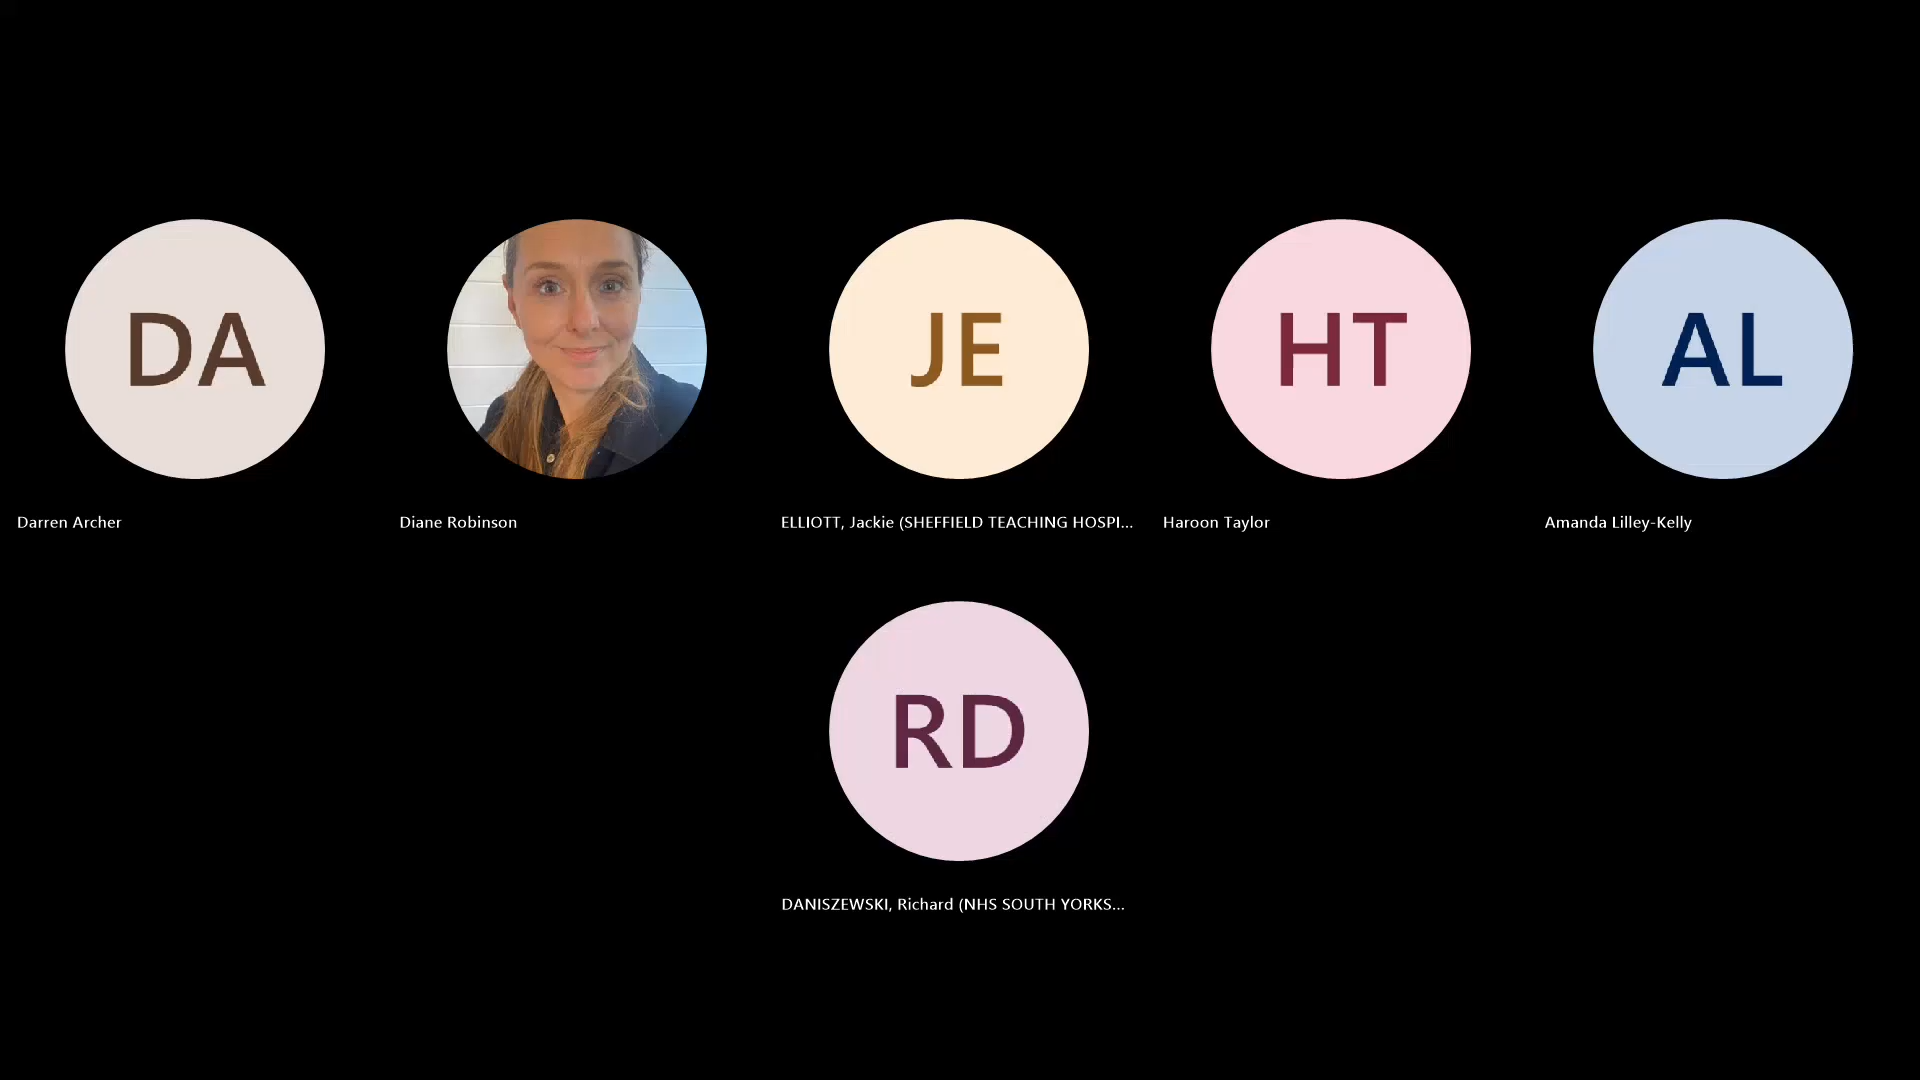 DA
JE
HT
AL
Darren Archer
Diane Robinson
ELLIOTT, Jackie (SHEFFIELD TEACHING HOSPI...
Haroon Taylor
Amanda Lilley-Kelly
RD
DANISZEWSKI, Richard (NHS SOUTH YORKS...